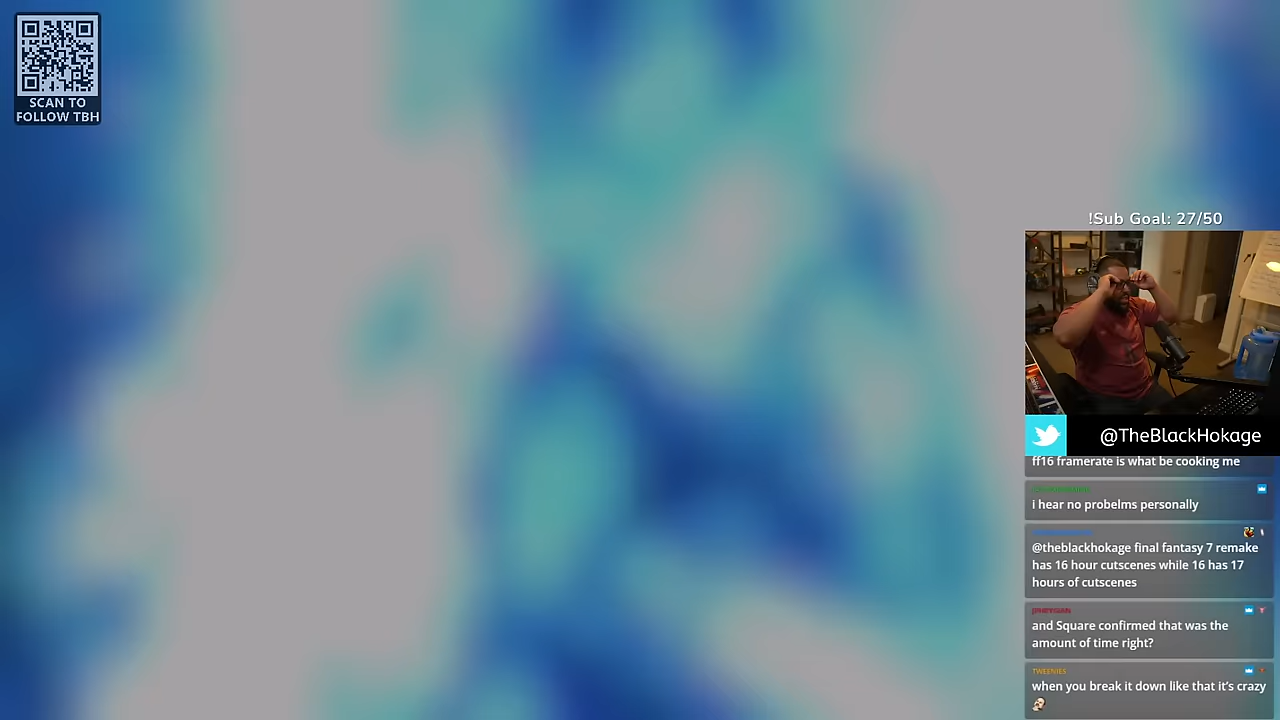 SCAN TO
FOLLOW TBH
!Sub Goal: 27/50
@TheBlackHokage
ff16 framerate is what be cooking me
i hear no probelms personally
@theblackhokage final fantasy 7 remake
has 16 hour cutscenes while 16 has 17
hours of cutscenes
and Square confirmed that was the
amount of time right?
TWEENIES
when you break it down like that it's crazy